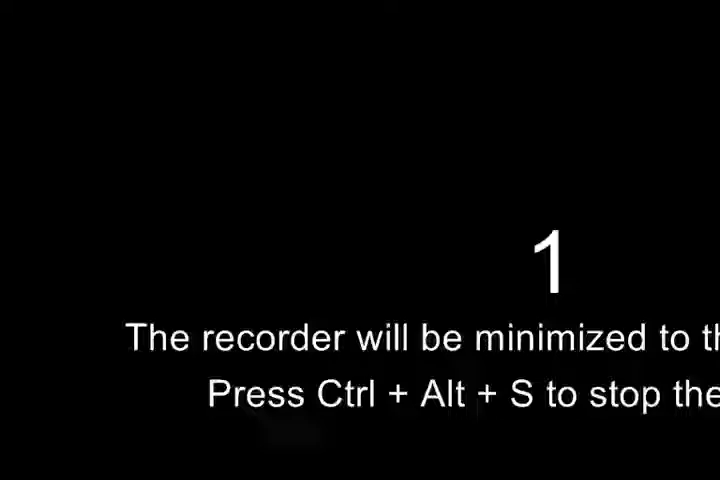 1
The recorder will be minimized to th
Press Ctrl + Alt + S to stop the